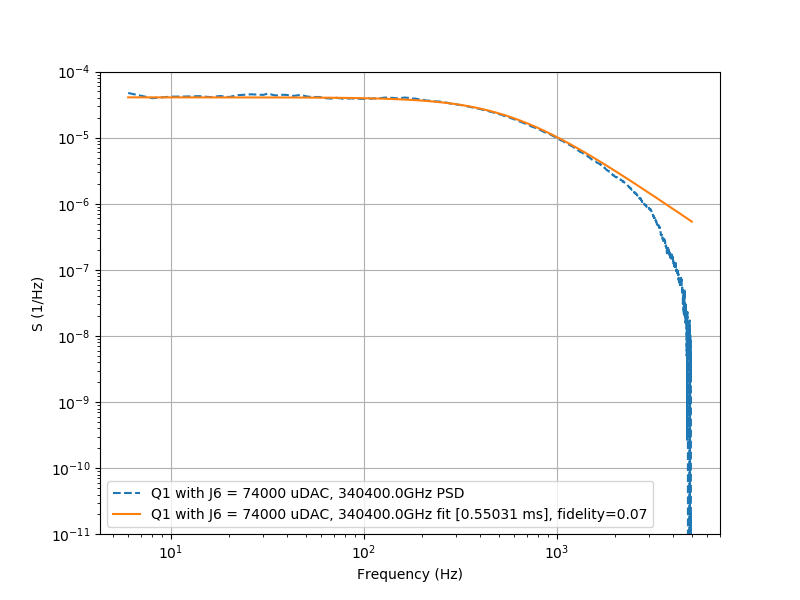 10⁻⁴
10⁻⁵
10⁻⁶
10⁻⁷
10⁻⁸
10⁻⁹
10⁻¹⁰
10⁻¹¹
S (1/Hz)
Q1 with J6 = 74000 uDAC, 340400.0GHz PSD
Q1 with J6 = 74000 uDAC, 340400.0GHz fit [0.55031 ms], fidelity=0.07
10¹ 10² 10³
Frequency (Hz)